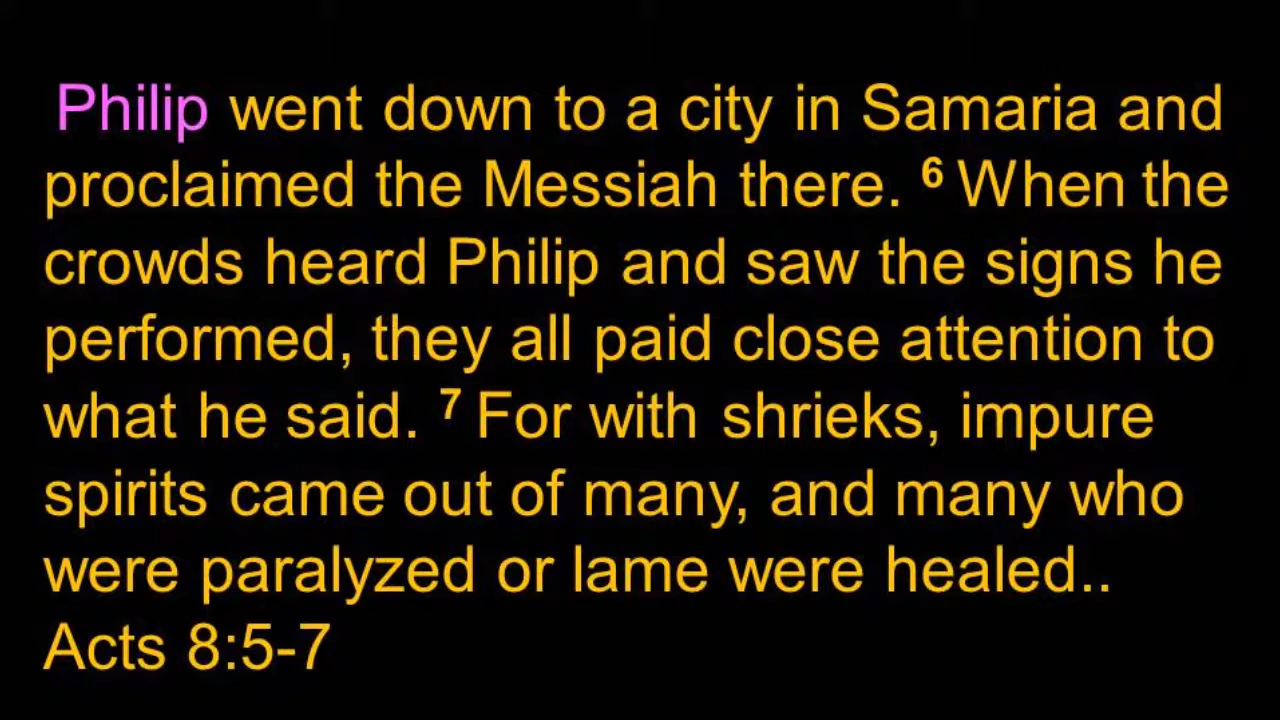 Philip went down to a city in Samaria and
proclaimed the Messiah there. 6 When the
crowds heard Philip and saw the signs he
performed, they all paid close attention to
what he said. 7 For with shrieks, impure
spirits came out of many, and many who
were paralyzed or lame were healed..
Acts 8:5-7